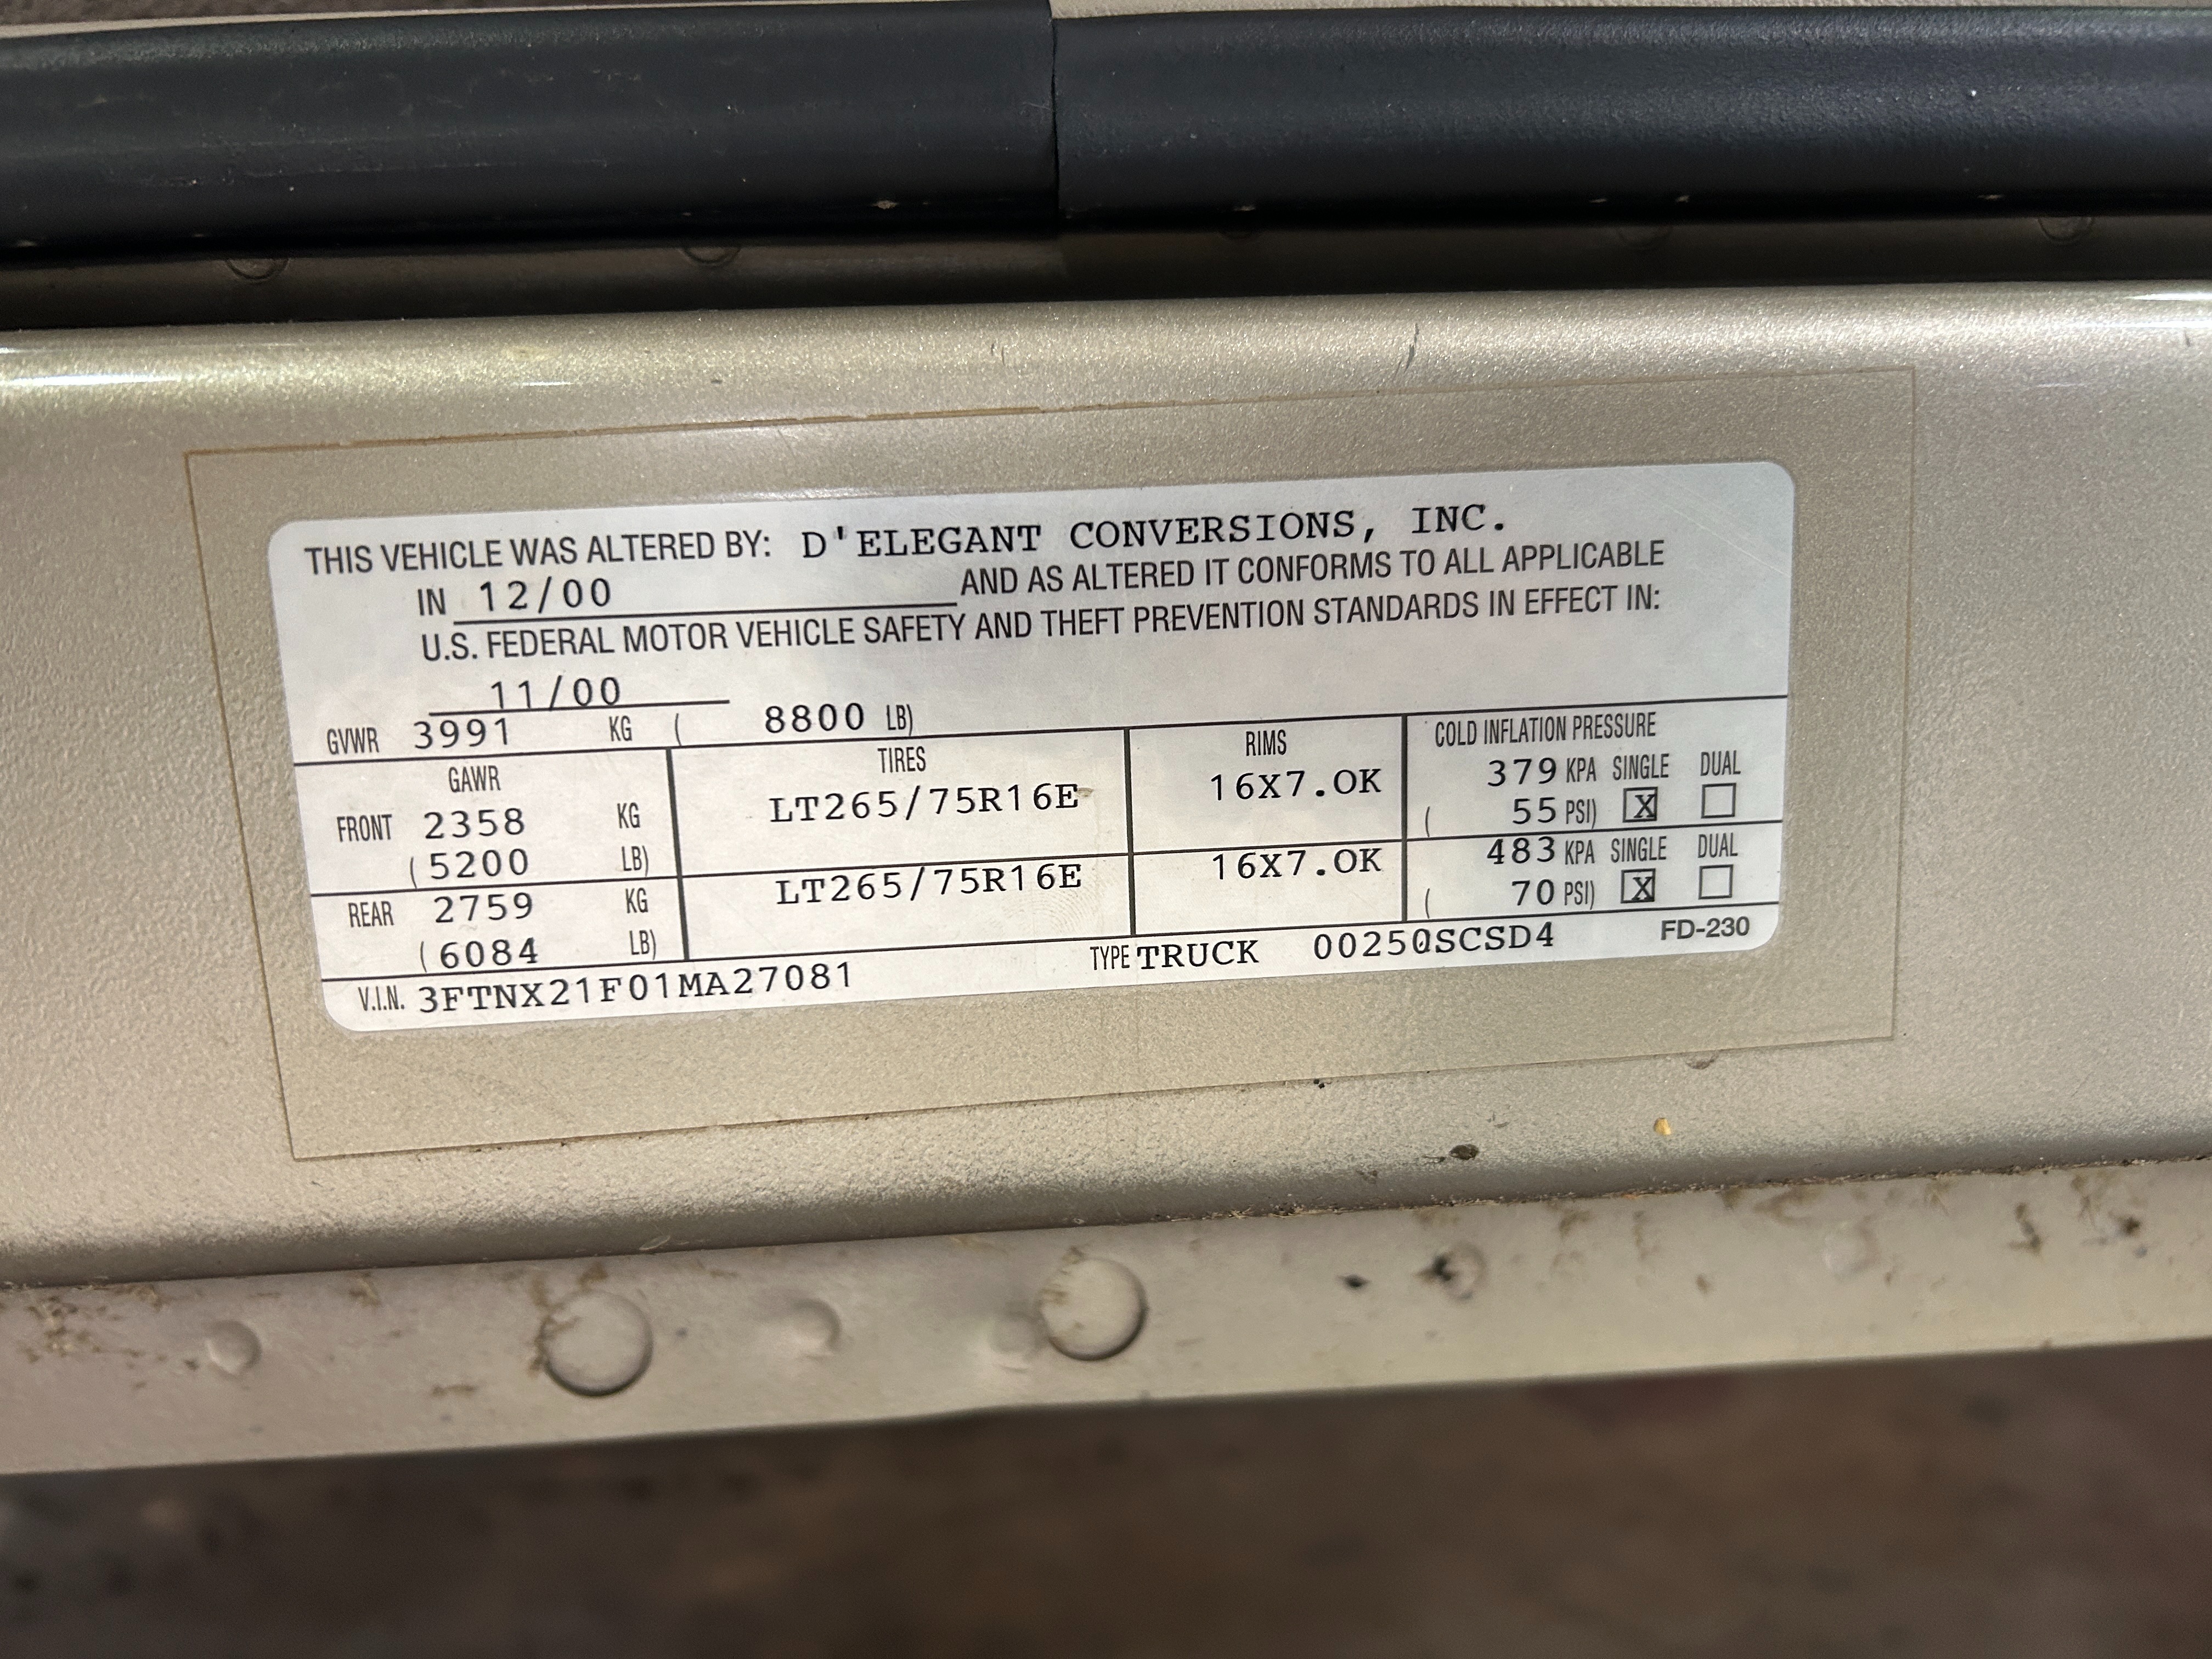 THIS VEHICLE WAS ALTERED BY: D'ELEGANT CONVERSIONS, INC.
IN 12/00 AND AS ALTERED IT CONFORMS TO ALL APPLICABLE
U.S. FEDERAL MOTOR VEHICLE SAFETY AND THEFT PREVENTION STANDARDS IN EFFECT IN:
11/00
GVWR 3991 KG ( 8800 LB)
GAWR TIRES RIMS COLD INFLATION PRESSURE
FRONT 2358 KG LT265/75R16E 16X7.0K 379 KPA SINGLE DUAL
( 5200 LB) ( 55 PSI) X
REAR 2759 KG LT265/75R16E 16X7.0K 483 KPA SINGLE DUAL
( 6084 LB) ( 70 PSI) X
V.I.N. 3FTNX21F01MA27081 TYPE TRUCK 00250SCSD4 FD-230